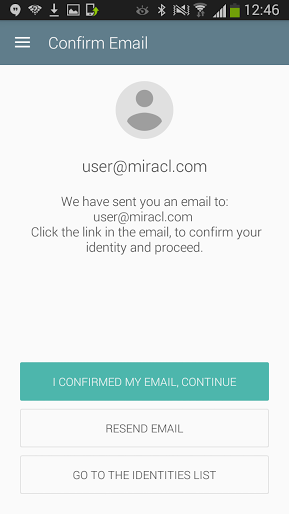 12:46
Confirm Email
user@miracl.com
We have sent you an email to:
user@miracl.com
Click the link in the email, to confirm your
identity and proceed.
I CONFIRMED MY EMAIL, CONTINUE
RESEND EMAIL
GO TO THE IDENTITIES LIST